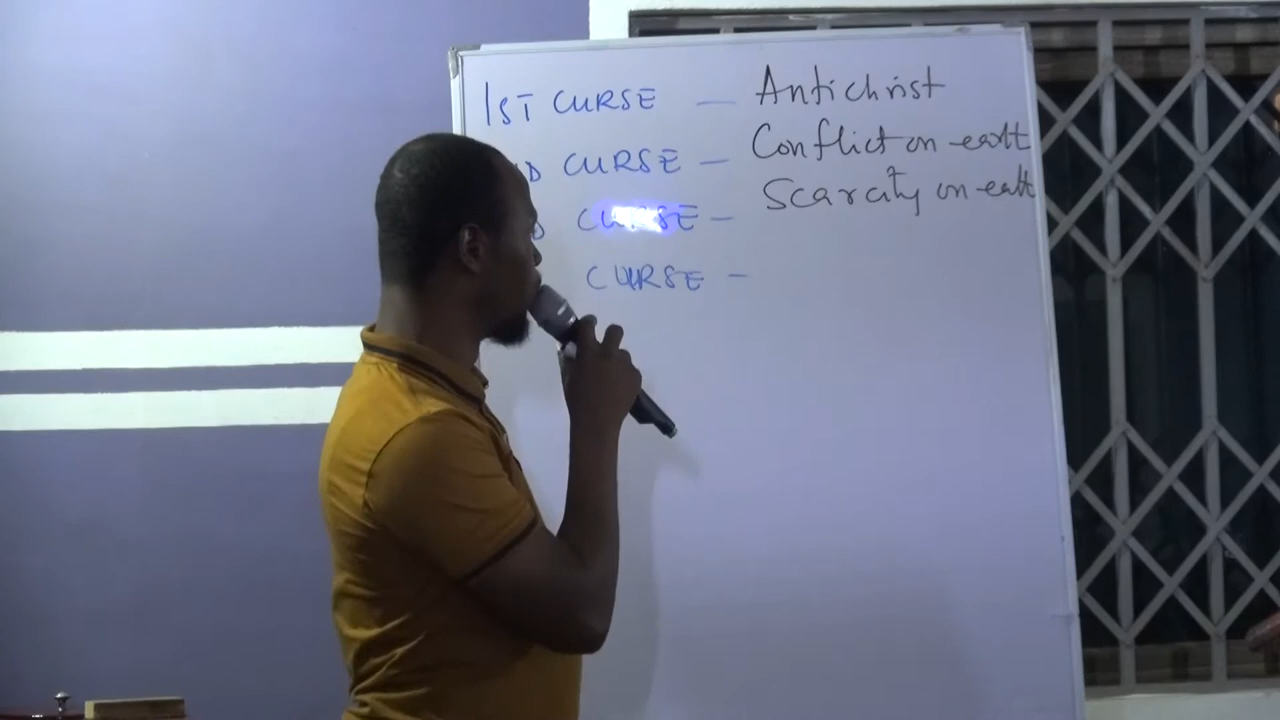 1ST CURSE — Antichrist
D CURSE — Conflict on earth
CURSE — Scarcity on earth
CURSE —